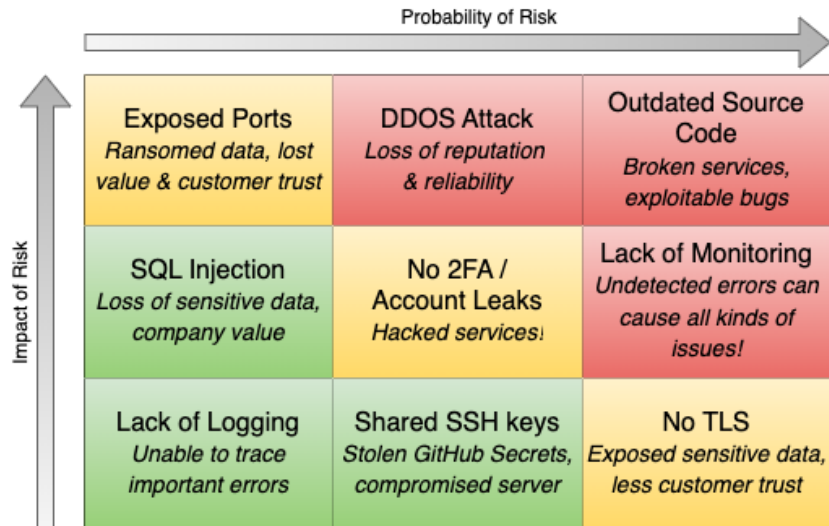 Probability of Risk
Impact of Risk
Exposed Ports
Ransomed data, lost
value & customer trust
DDOS Attack
Loss of reputation
& reliability
Outdated Source
Code
Broken services,
exploitable bugs
SQL Injection
Loss of sensitive data,
company value
No 2FA /
Account Leaks
Hacked services!
Lack of Monitoring
Undetected errors can
cause all kinds of
issues!
Lack of Logging
Unable to trace
important errors
Shared SSH keys
Stolen GitHub Secrets,
compromised server
No TLS
Exposed sensitive data,
less customer trust